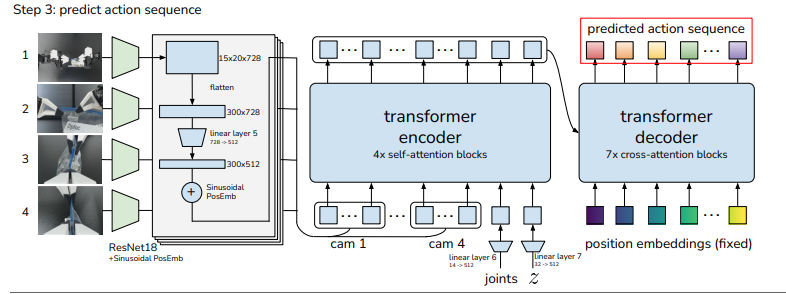 Step 3: predict action sequence
1
2
3
4
15x20x728
flatten
300x728
linear layer 5
728 -> 512
300x512
+
Sinusoidal
PosEmb
ResNet18
+Sinusoidal PosEmb
transformer
encoder
4x self-attention blocks
cam 1
cam 4
linear layer 6
14 -> 512
joints
linear layer 7
32 -> 512
z
predicted action sequence
transformer
decoder
7x cross-attention blocks
position embeddings (fixed)